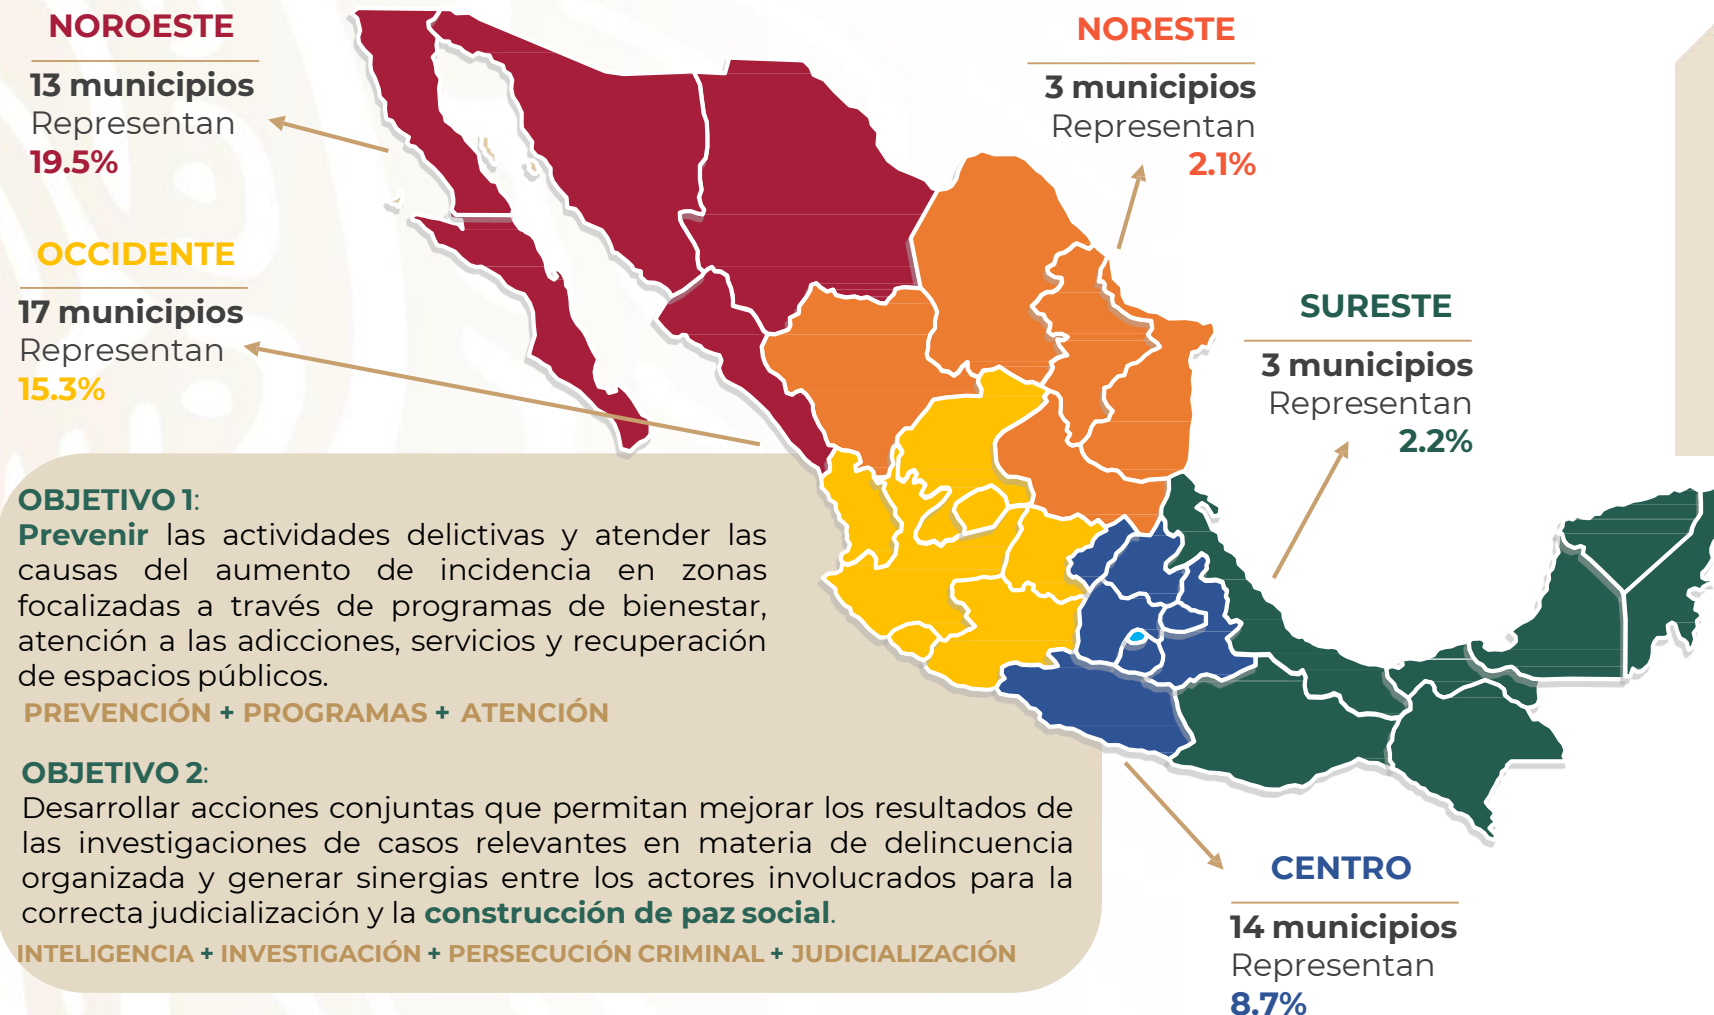 NOROESTE
13 municipios
Representan
19.5%
OCCIDENTE
17 municipios
Representan
15.3%
NORESTE
3 municipios
Representan
2.1%
SURESTE
3 municipios
Representan
2.2%
OBJETIVO 1:
Prevenir las actividades delictivas y atender las
causas del aumento de incidencia en zonas
focalizadas a través de programas de bienestar,
atención a las adicciones, servicios y recuperación
de espacios públicos.
PREVENCIÓN + PROGRAMAS + ATENCIÓN
OBJETIVO 2:
Desarrollar acciones conjuntas que permitan mejorar los resultados de
las investigaciones de casos relevantes en materia de delincuencia
organizada y generar sinergias entre los actores involucrados para la
correcta judicialización y la construcción de paz social.
INTELIGENCIA + INVESTIGACIÓN + PERSECUCIÓN CRIMINAL + JUDICIALIZACIÓN
CENTRO
14 municipios
Representan
8.7%